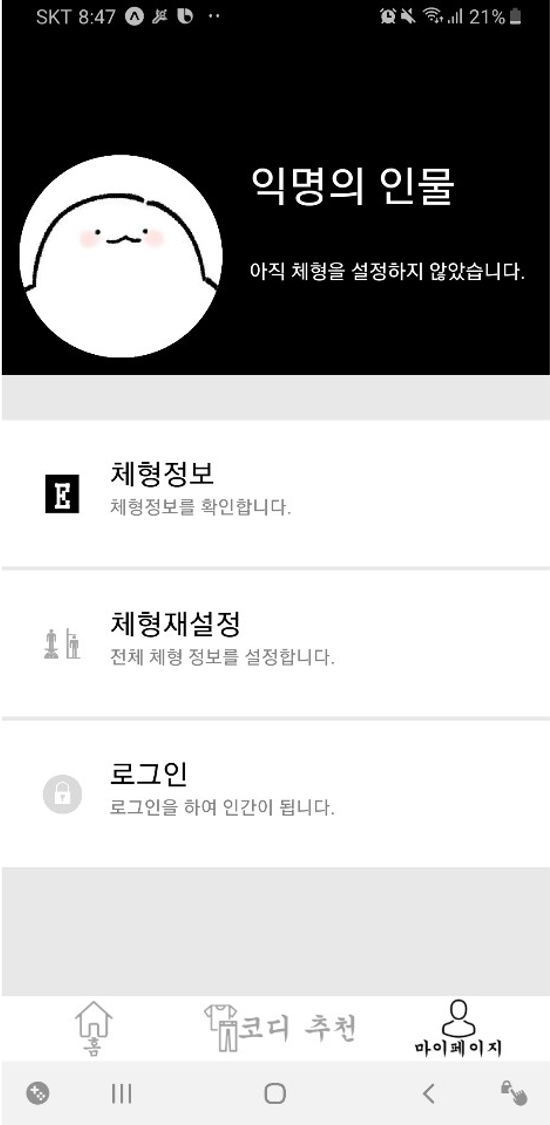 SKT 8:47
21%
익명의 인물
아직 체형을 설정하지 않았습니다.
E
체형정보
체형정보를 확인합니다.
체형재설정
전체 체형 정보를 설정합니다.
로그인
로그인을 하여 인간이 됩니다.
홈
코디 추천
마이페이지